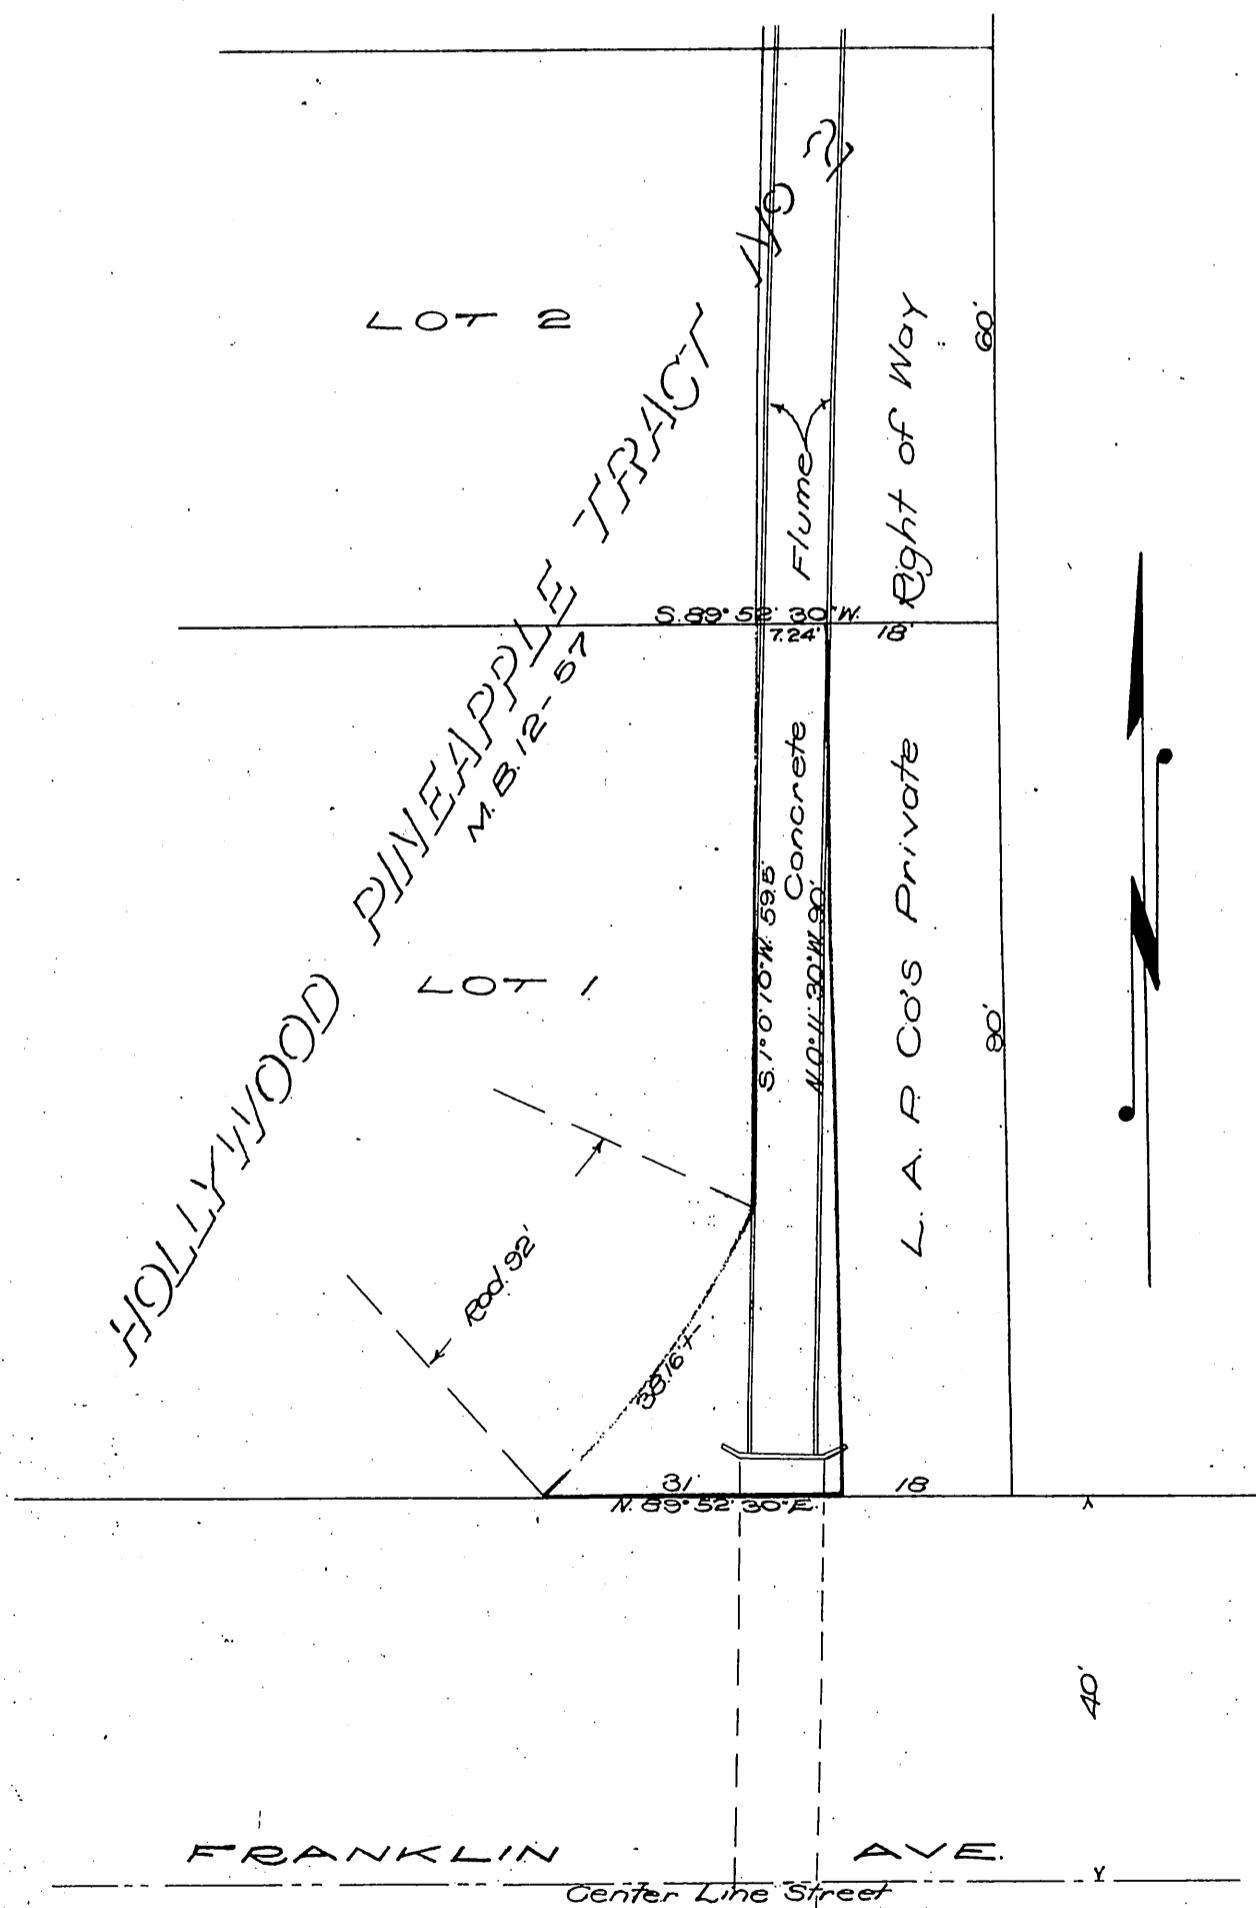 LOT 2
HOLLYWOOD PINEAPPLE TRACT NO 2
M.B. 12-57
Flume
Concrete
L. A. P. Co's Private Right of Way
60'
S. 89° 52' 30" W.
7.24'
18'
S. 1° 0' 10" W. 59.5'
N. 0° 11' 30" W. 90'
90'
LOT 1
Rad. 92'
38.16'
31'
18
N. 89° 52' 30" E.
40'
FRANKLIN AVE.
Center Line Street